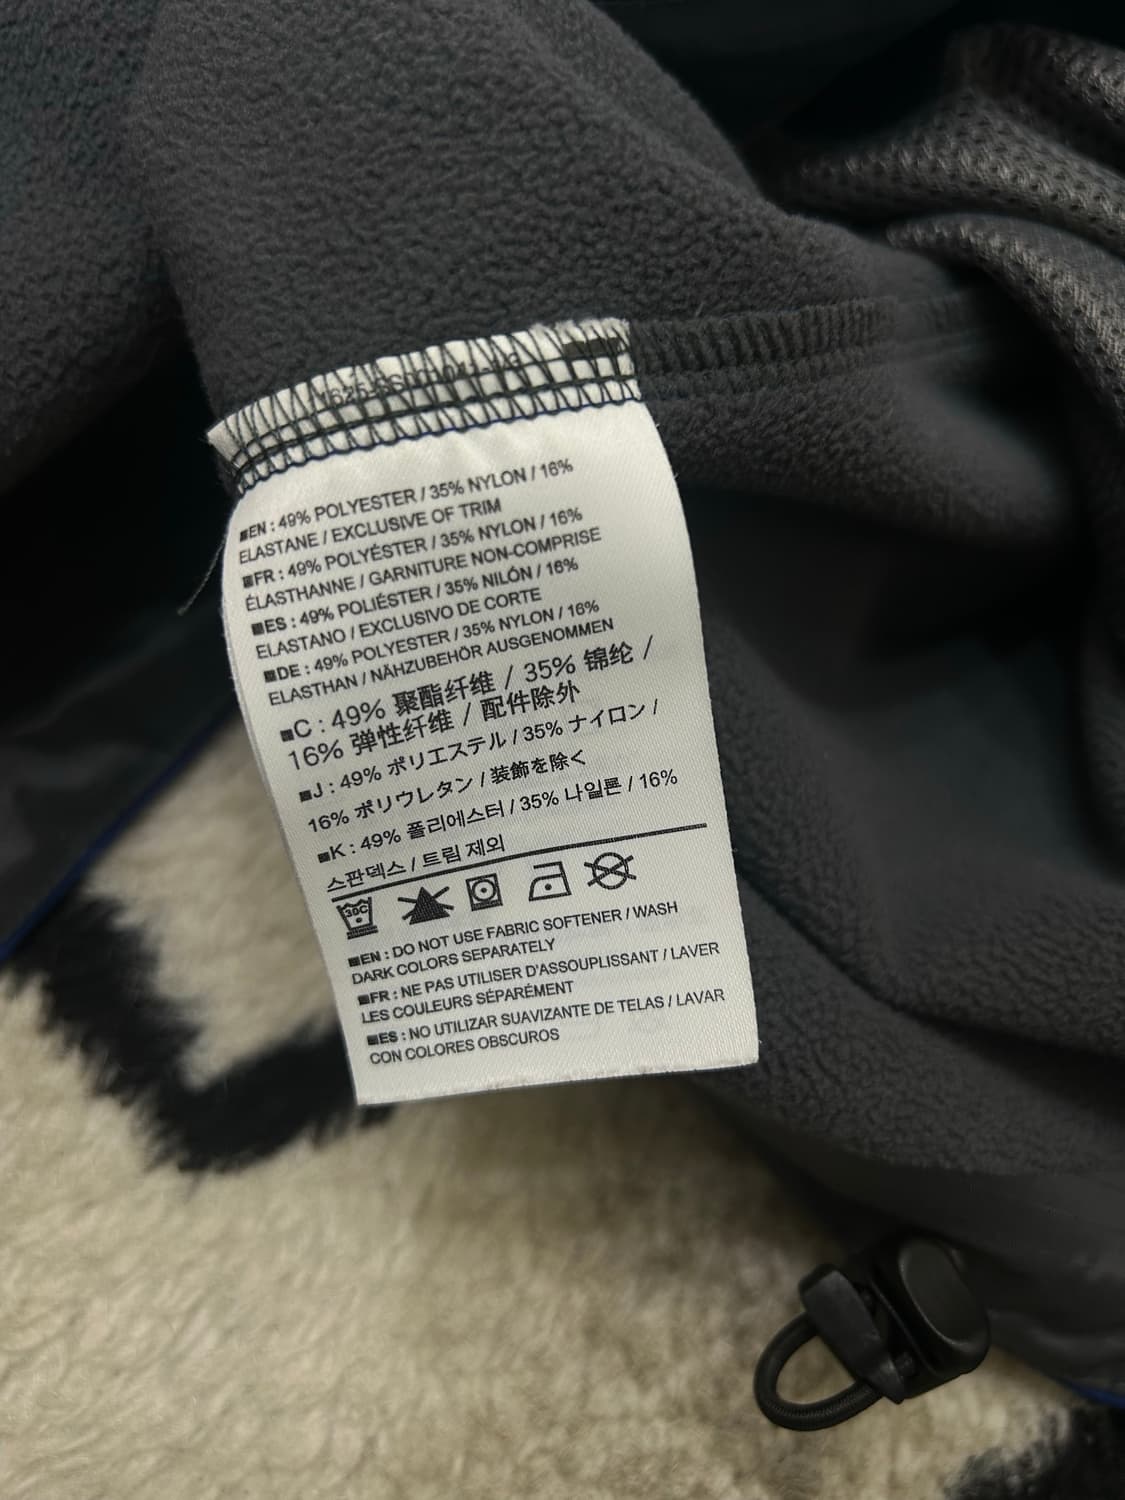 ■EN : 49% POLYESTER / 35% NYLON / 16%
ELASTANE / EXCLUSIVE OF TRIM
■FR : 49% POLYÉSTER / 35% NYLON / 16%
ÉLASTHANNE / GARNITURE NON-COMPRISE
■ES : 49% POLIÉSTER / 35% NILÓN / 16%
ELASTANO / EXCLUSIVO DE CORTE
■DE : 49% POLYESTER / 35% NYLON / 16%
ELASTHAN / NÄHZUBEHÖR AUSGENOMMEN
■C : 49% 聚酯纤维 / 35% 锦纶 /
16% 弹性纤维 / 配件除外
■J : 49% ポリエステル / 35% ナイロン /
16% ポリウレタン / 装飾を除く
■K : 49% 폴리에스터 / 35% 나일론 / 16%
스판덱스 / 트림 제외
30C
■EN : DO NOT USE FABRIC SOFTENER / WASH
DARK COLORS SEPARATELY
■FR : NE PAS UTILISER D'ASSOUPLISSANT / LAVER
LES COULEURS SÉPARÉMENT
■ES : NO UTILIZAR SUAVIZANTE DE TELAS / LAVAR
CON COLORES OBSCUROS